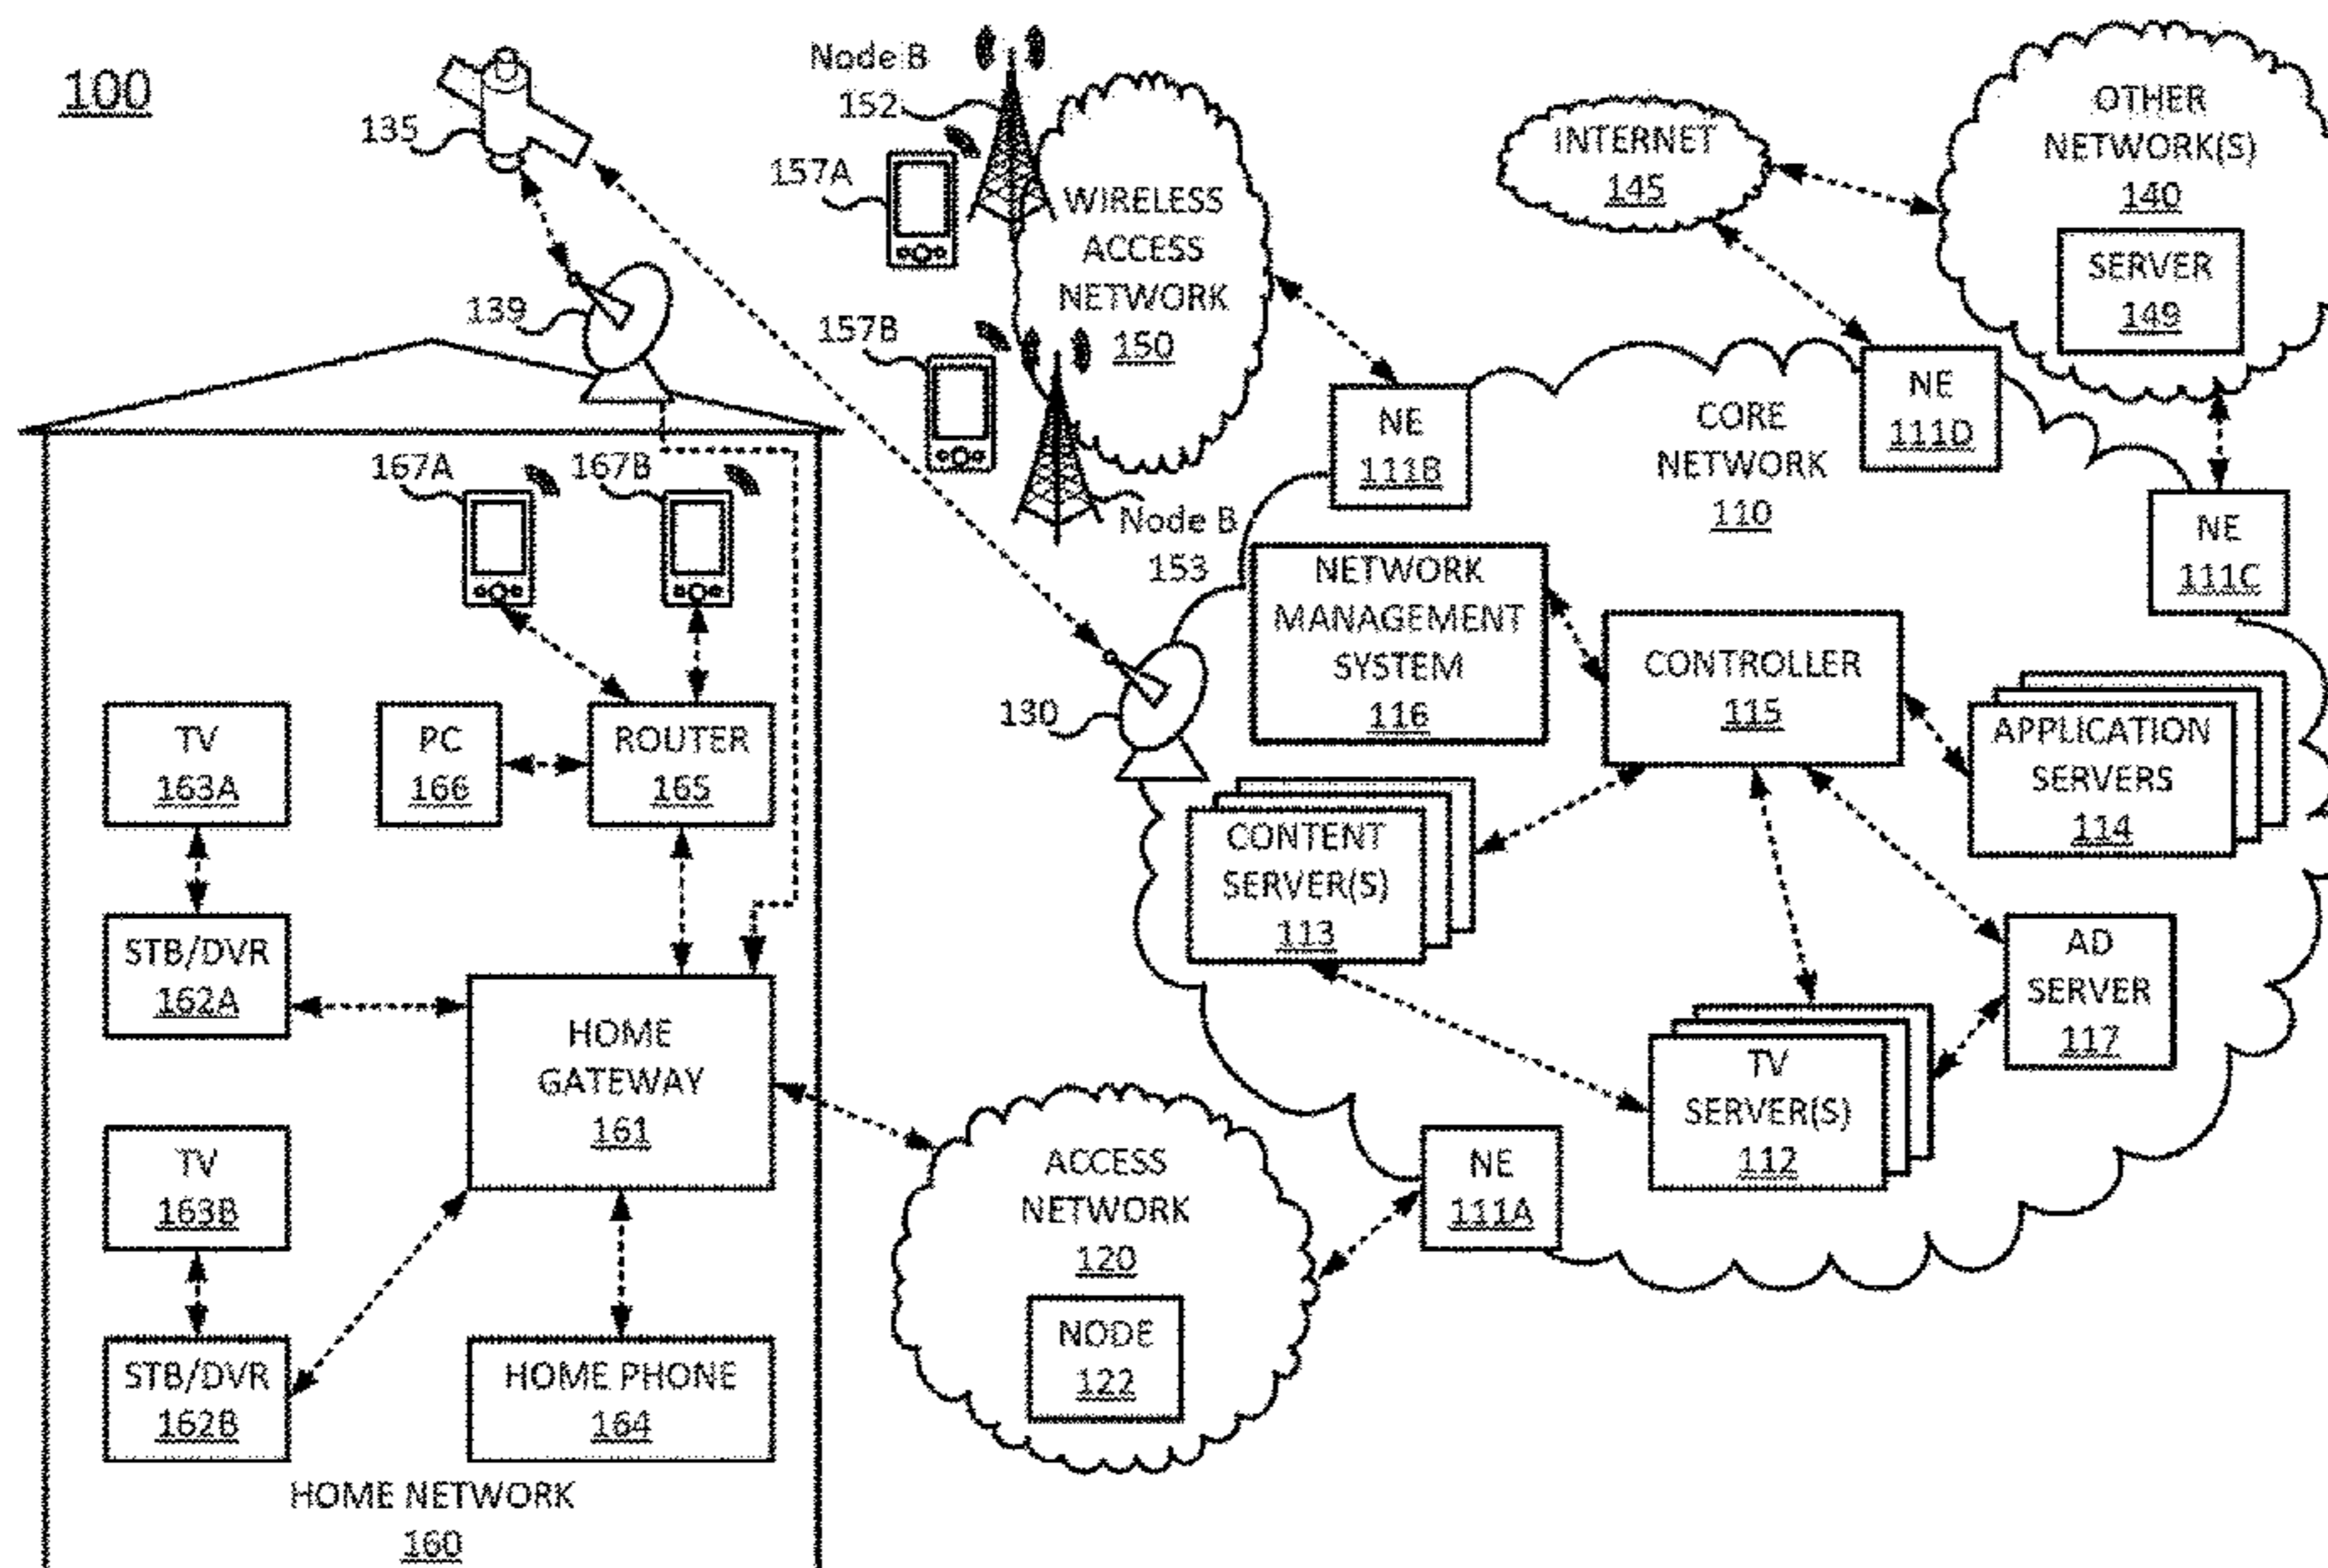 100
135
139
Node B
152
157A
157B
WIRELESS
ACCESS
NETWORK
150
Node B
153
INTERNET
145
OTHER
NETWORK(S)
140
SERVER
149
NE
111B
CORE
NETWORK
110
NE
111D
NE
111C
NETWORK
MANAGEMENT
SYSTEM
116
CONTROLLER
115
APPLICATION
SERVERS
114
130
CONTENT
SERVER(S)
113
AD
SERVER
117
TV
SERVER(S)
112
NE
111A
ACCESS
NETWORK
120
NODE
122
167A
167B
TV
163A
PC
166
ROUTER
165
STB/DVR
162A
HOME
GATEWAY
161
TV
163B
STB/DVR
162B
HOME PHONE
164
HOME NETWORK
160